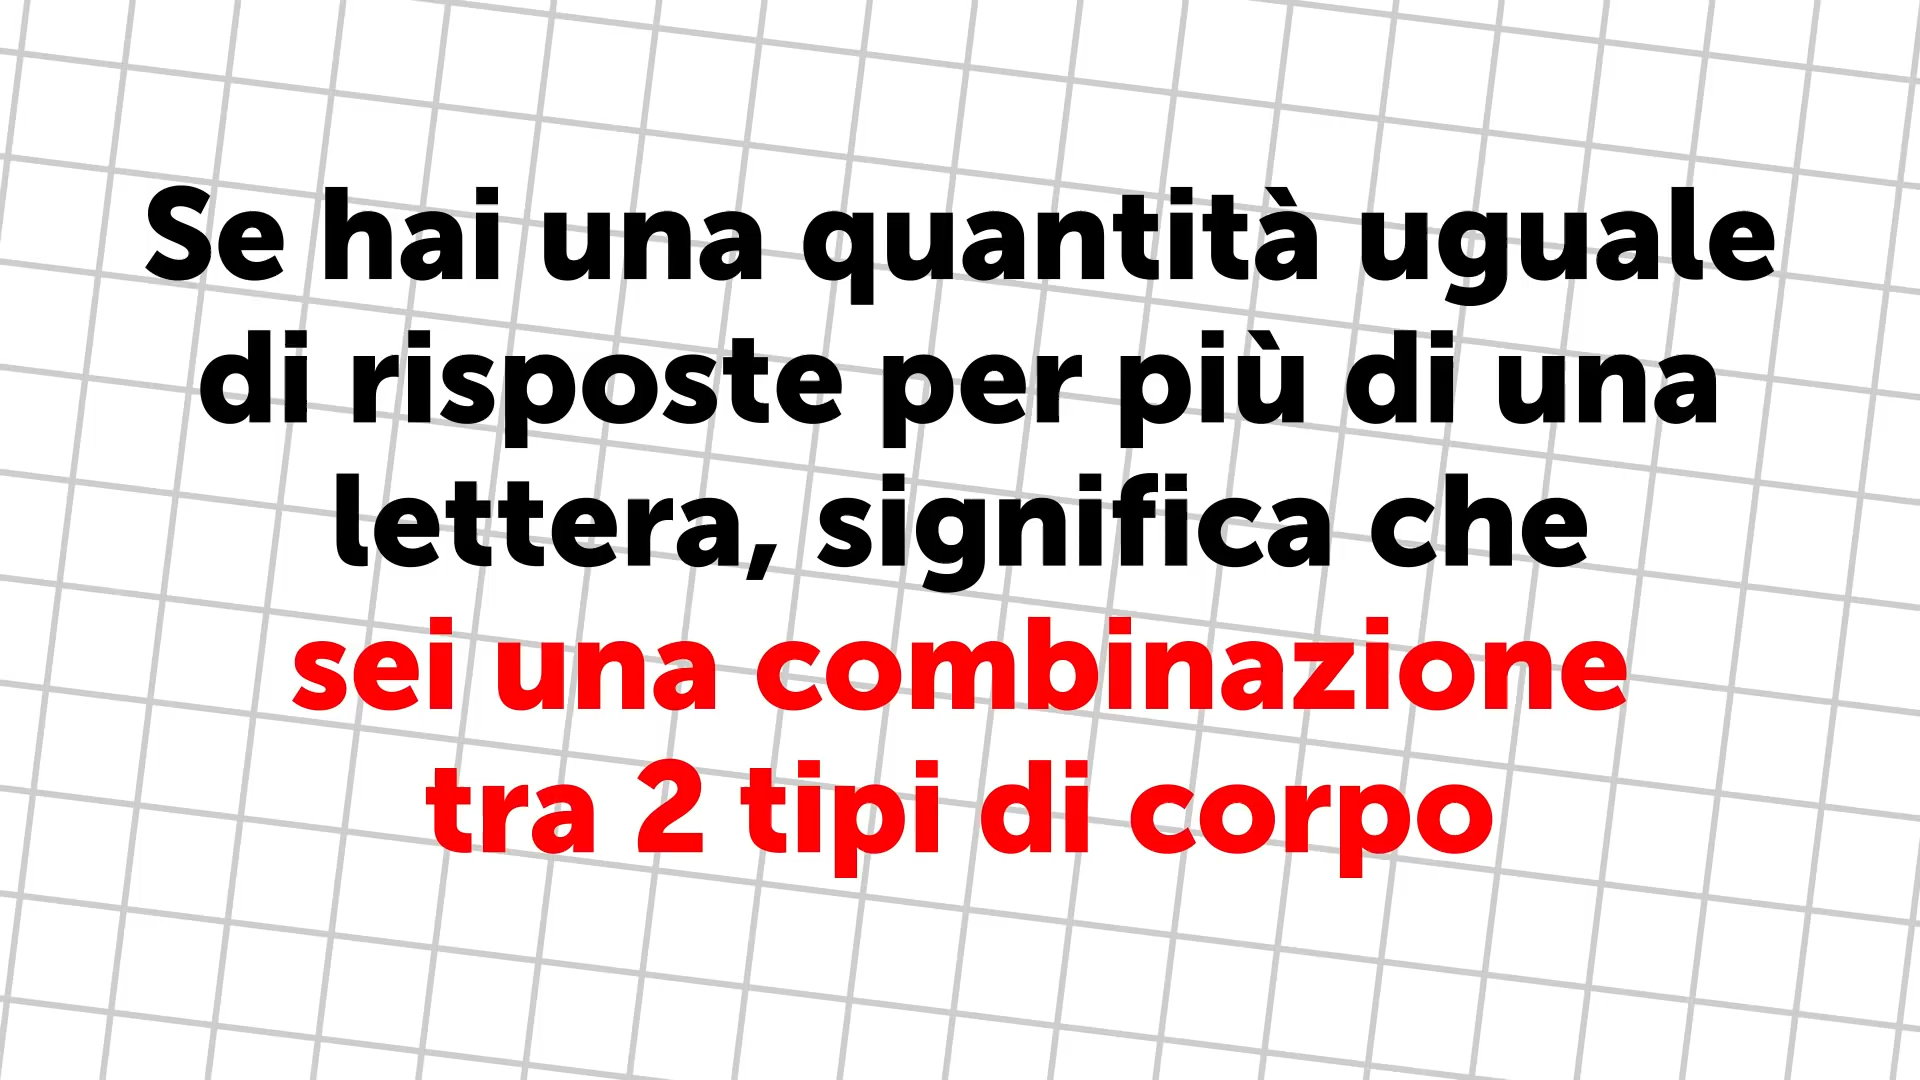 Se hai una quantità uguale
di risposte per più di una
lettera, significa che
sei una combinazione
tra 2 tipi di corpo